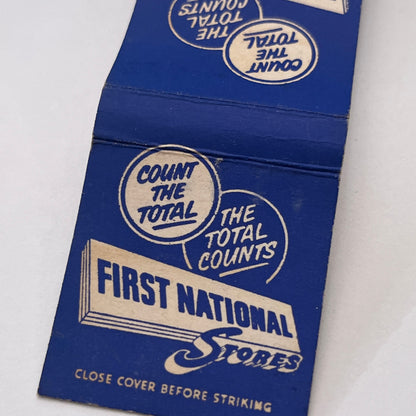 THE
TOTAL
COUNTS
COUNT
THE
TOTAL
COUNT
THE
TOTAL
THE
TOTAL
COUNTS
FIRST NATIONAL
STORES
CLOSE COVER BEFORE STRIKING